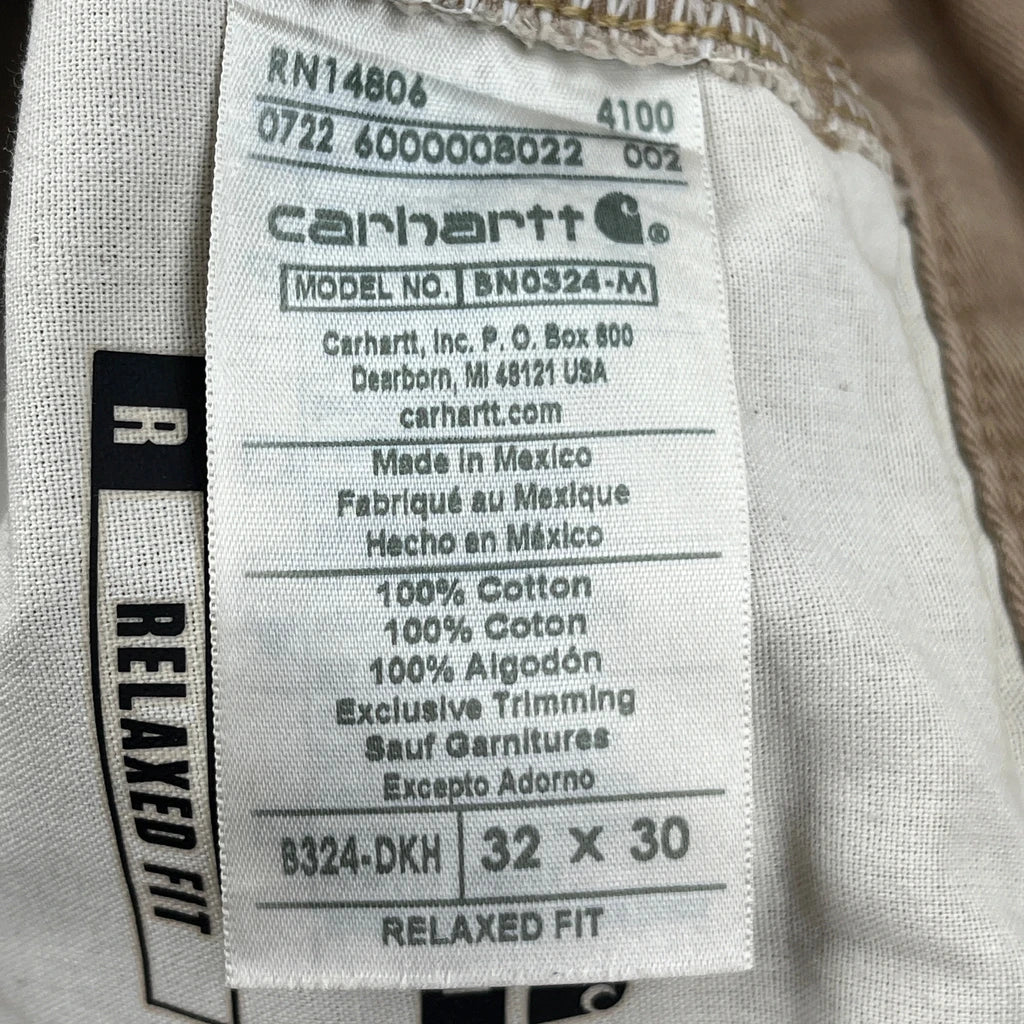 RN14806
4100
0722 6000008022 002
carhartt ®
MODEL NO. BN0324-M
Carhartt, Inc. P. O. Box 600
Dearborn, MI 48121 USA
carhartt.com
Made in Mexico
Fabriqué au Mexique
Hecho en México
100% Cotton
100% Coton
100% Algodón
Exclusive Trimming
Sauf Garnitures
Excepto Adorno
B324-DKH 32 x 30
RELAXED FIT
R
RELAXED FIT